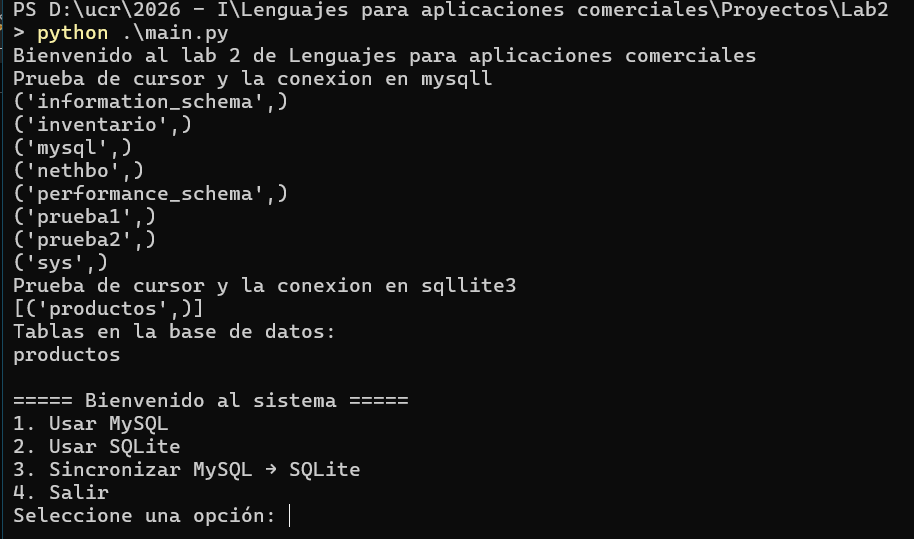 PS D:\ucr\2026 - I\Lenguajes para aplicaciones comerciales\Proyectos\Lab2
> python .\main.py
Bienvenido al lab 2 de Lenguajes para aplicaciones comerciales
Prueba de cursor y la conexion en mysqll
('information_schema',)
('inventario',)
('mysql',)
('nethbo',)
('performance_schema',)
('prueba1',)
('prueba2',)
('sys',)
Prueba de cursor y la conexion en sqllite3
[('productos',)]
Tablas en la base de datos:
productos

===== Bienvenido al sistema =====
1. Usar MySQL
2. Usar SQLite
3. Sincronizar MySQL → SQLite
4. Salir
Seleccione una opción: